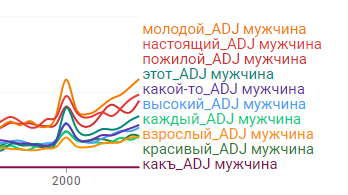 молодой_ADJ мужчина
настоящий_ADJ мужчина
пожилой_ADJ мужчина
этот_ADJ мужчина
какой-то_ADJ мужчина
высокий_ADJ мужчина
каждый_ADJ мужчина
взрослый_ADJ мужчина
красивый_ADJ мужчина
какъ_ADJ мужчина
2000